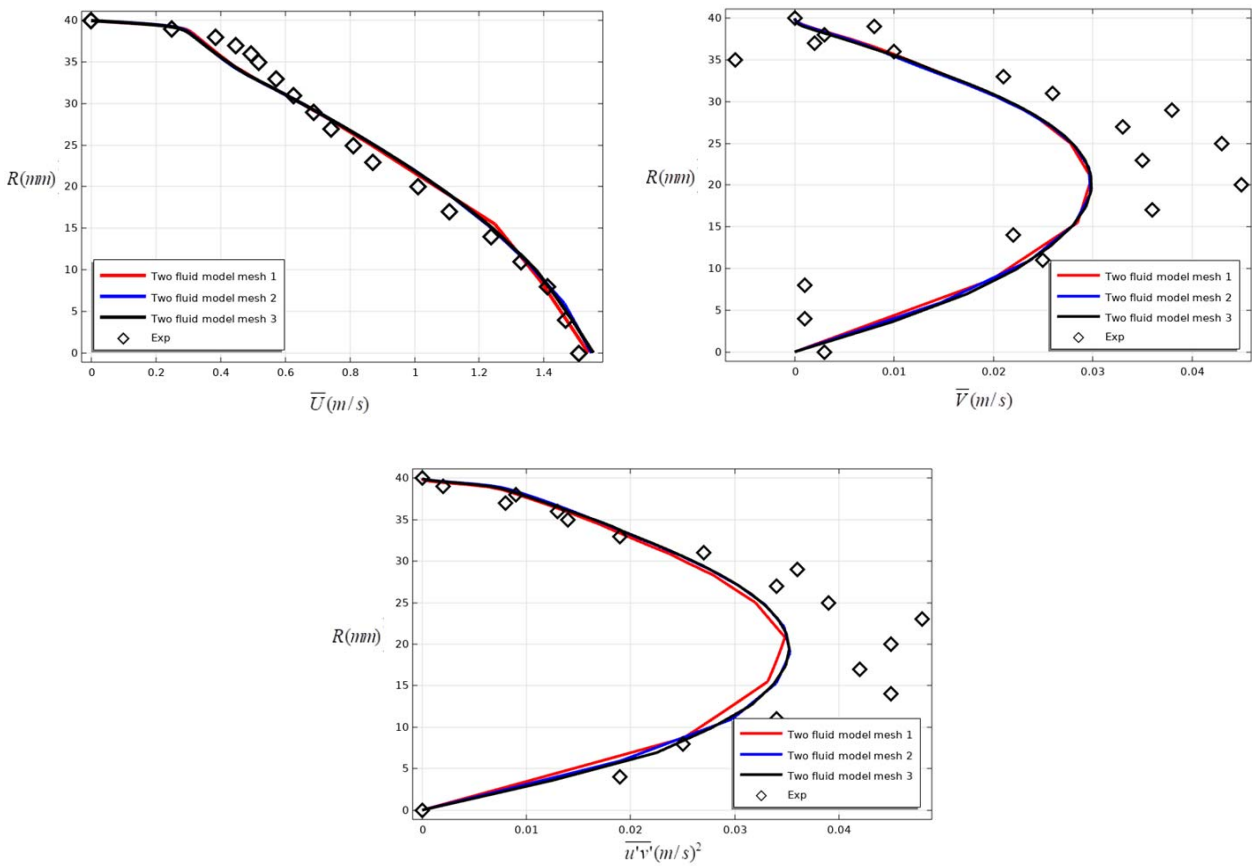 40
35
30
25
20
15
10
5
0
R(mm)
Two fluid model mesh 1
Two fluid model mesh 2
Two fluid model mesh 3
Exp
0 0.2 0.4 0.6 0.8 1 1.2 1.4
U̅(m/s)
40
35
30
25
20
15
10
5
0
R(mm)
Two fluid model mesh 1
Two fluid model mesh 2
Two fluid model mesh 3
Exp
0 0.01 0.02 0.03 0.04
V̅(m/s)
40
35
30
25
20
15
10
5
0
R(mm)
Two fluid model mesh 1
Two fluid model mesh 2
Two fluid model mesh 3
Exp
0 0.01 0.02 0.03 0.04
u̅'̅v̅'̅(m/s)²